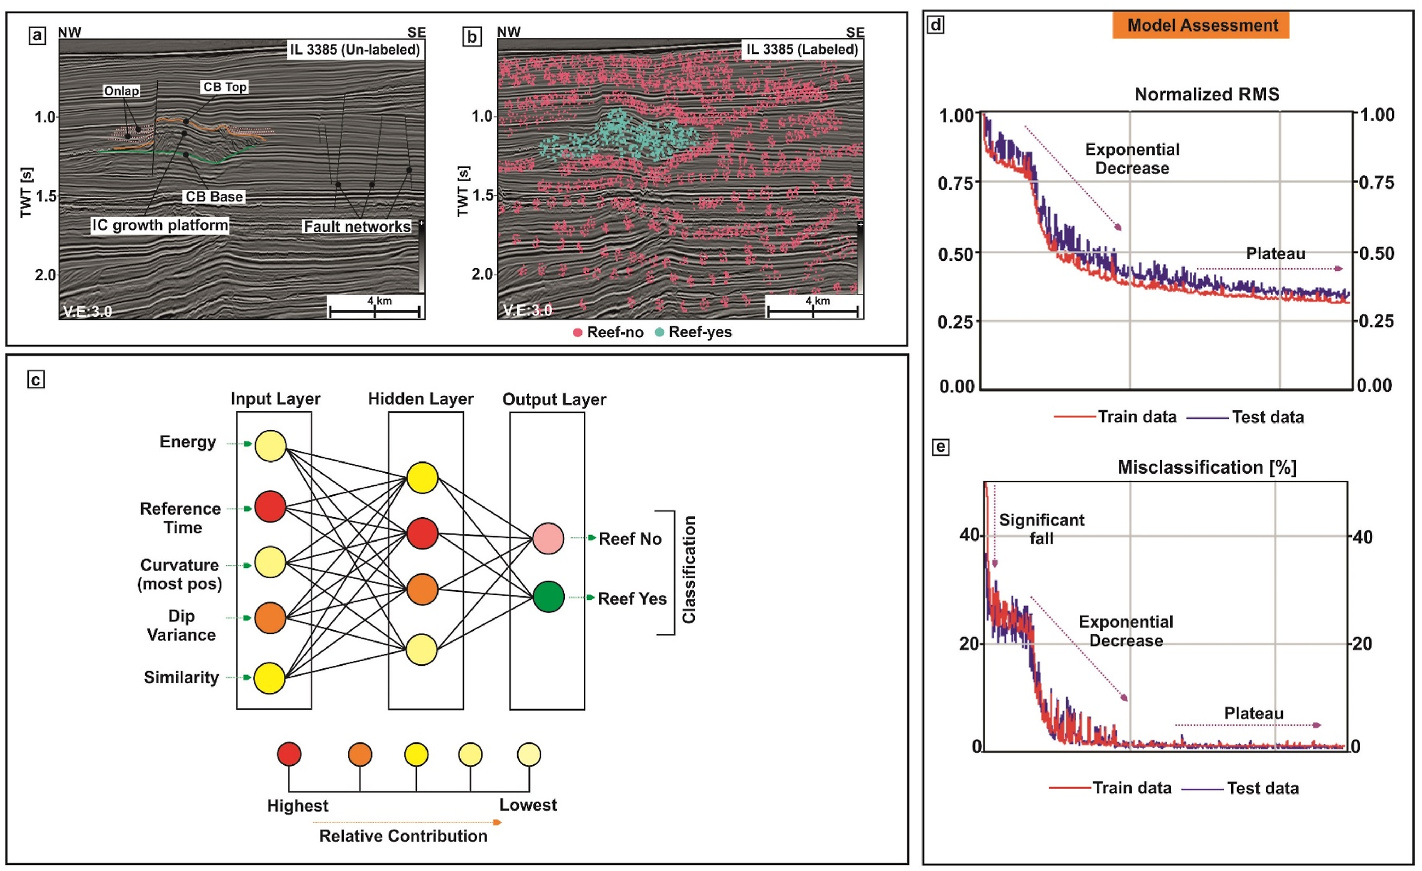 a
NW
SE
IL 3385 (Un-labeled)
Onlap
CB Top
1.0
1.5
2.0
TWT [s]
CB Base
IC growth platform
Fault networks
V.E:3.0
4 km
b
NW
SE
IL 3385 (Labeled)
1.0
1.5
2.0
TWT [s]
V.E:3.0
4 km
Reef-no
Reef-yes
c
Input Layer
Hidden Layer
Output Layer
Energy
Reference
Time
Curvature
(most pos)
Dip
Variance
Similarity
Reef No
Reef Yes
Classification
Highest
Lowest
Relative Contribution
d
Model Assessment
Normalized RMS
1.00
1.00
Exponential
Decrease
0.75
0.75
Plateau
0.50
0.50
0.25
0.25
0.00
0.00
Train data
Test data
e
Misclassification [%]
Significant
fall
40
40
Exponential
Decrease
20
20
Plateau
0
0
Train data
Test data